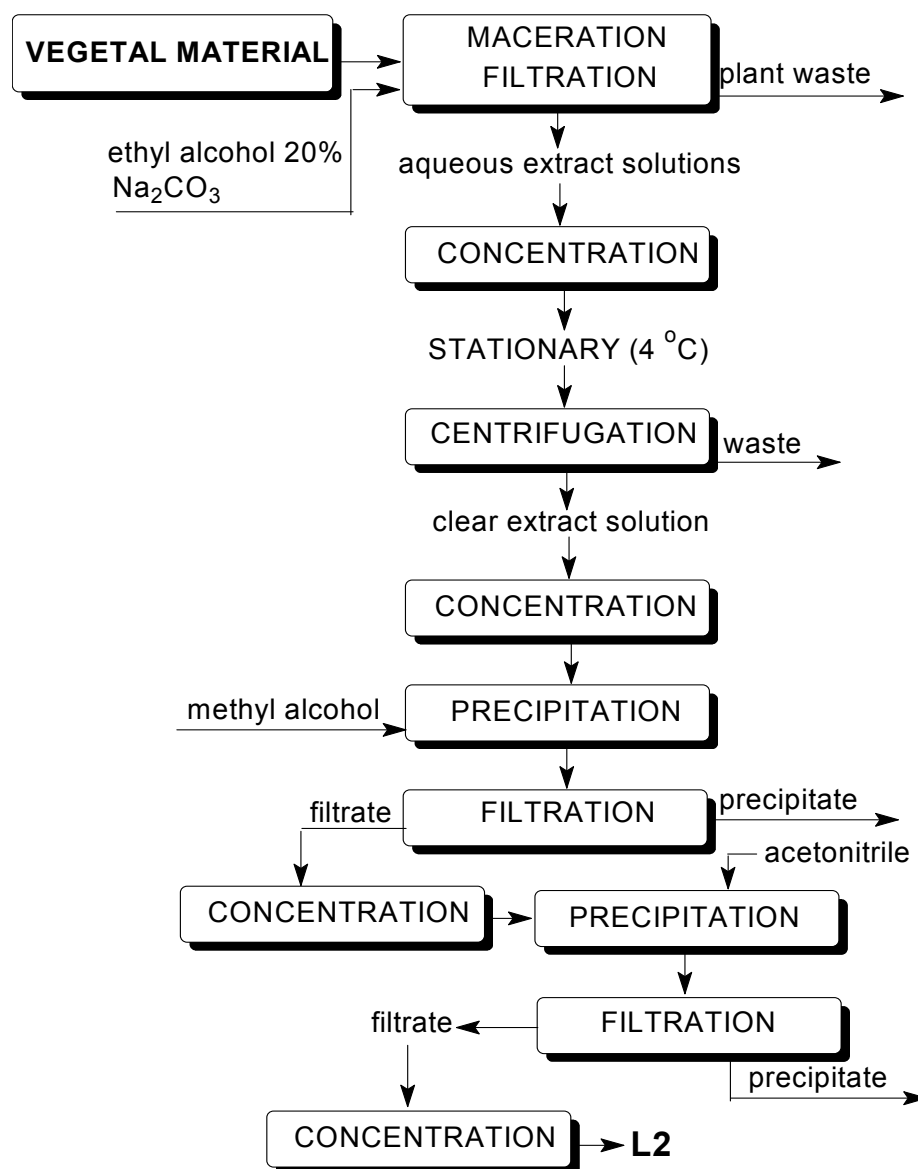 VEGETAL MATERIAL
MACERATION
FILTRATION
plant waste
ethyl alcohol 20%
Na₂CO₃
aqueous extract solutions
CONCENTRATION
STATIONARY (4 °C)
CENTRIFUGATION
waste
clear extract solution
CONCENTRATION
methyl alcohol
PRECIPITATION
filtrate
FILTRATION
precipitate
acetonitrile
CONCENTRATION
PRECIPITATION
filtrate
FILTRATION
precipitate
CONCENTRATION
L2